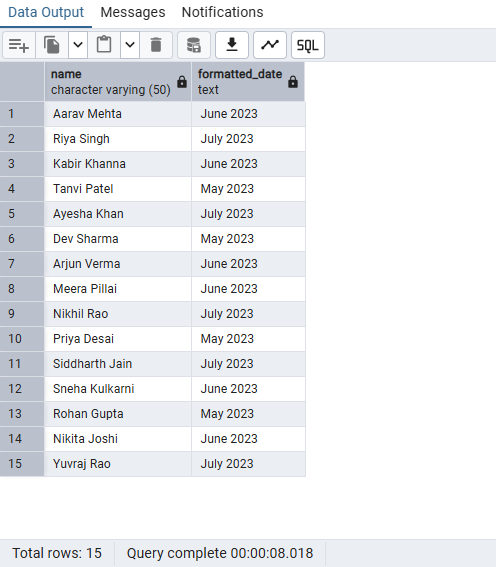 Data Output Messages Notifications
SQL
name formatted_date
character varying (50) text
1 Aarav Mehta June 2023
2 Riya Singh July 2023
3 Kabir Khanna June 2023
4 Tanvi Patel May 2023
5 Ayesha Khan July 2023
6 Dev Sharma May 2023
7 Arjun Verma June 2023
8 Meera Pillai June 2023
9 Nikhil Rao July 2023
10 Priya Desai May 2023
11 Siddharth Jain July 2023
12 Sneha Kulkarni June 2023
13 Rohan Gupta May 2023
14 Nikita Joshi June 2023
15 Yuvraj Rao July 2023
Total rows: 15 Query complete 00:00:08.018